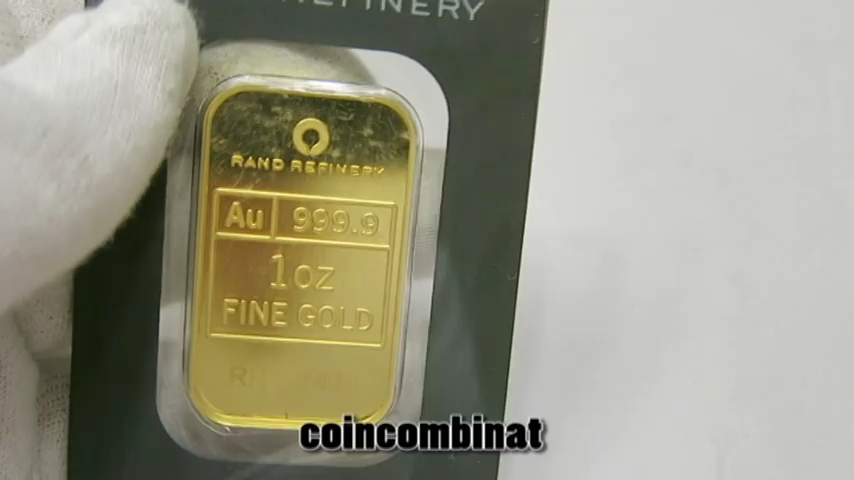 REFINERY
RAND REFINERY
Au 999.9
1oz
FINE GOLD
coincombinat